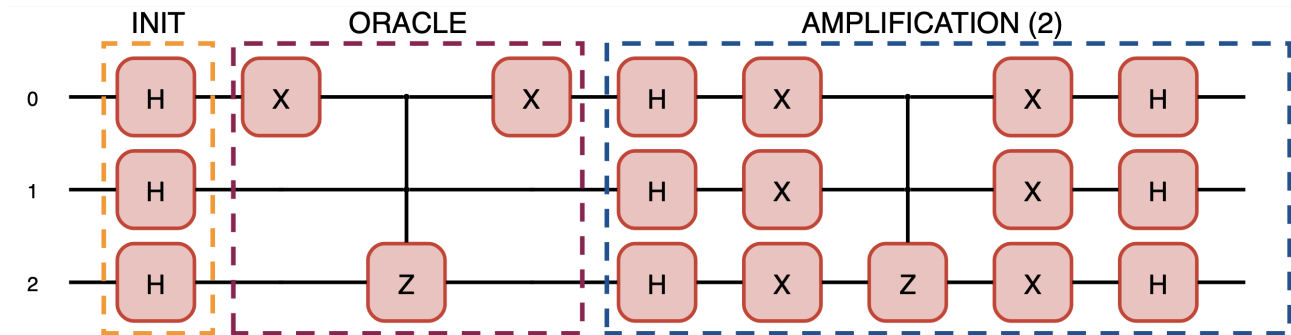 INIT ORACLE AMPLIFICATION (2)
0 H X X H X X H
1 H H X X H
2 H Z H X Z X H